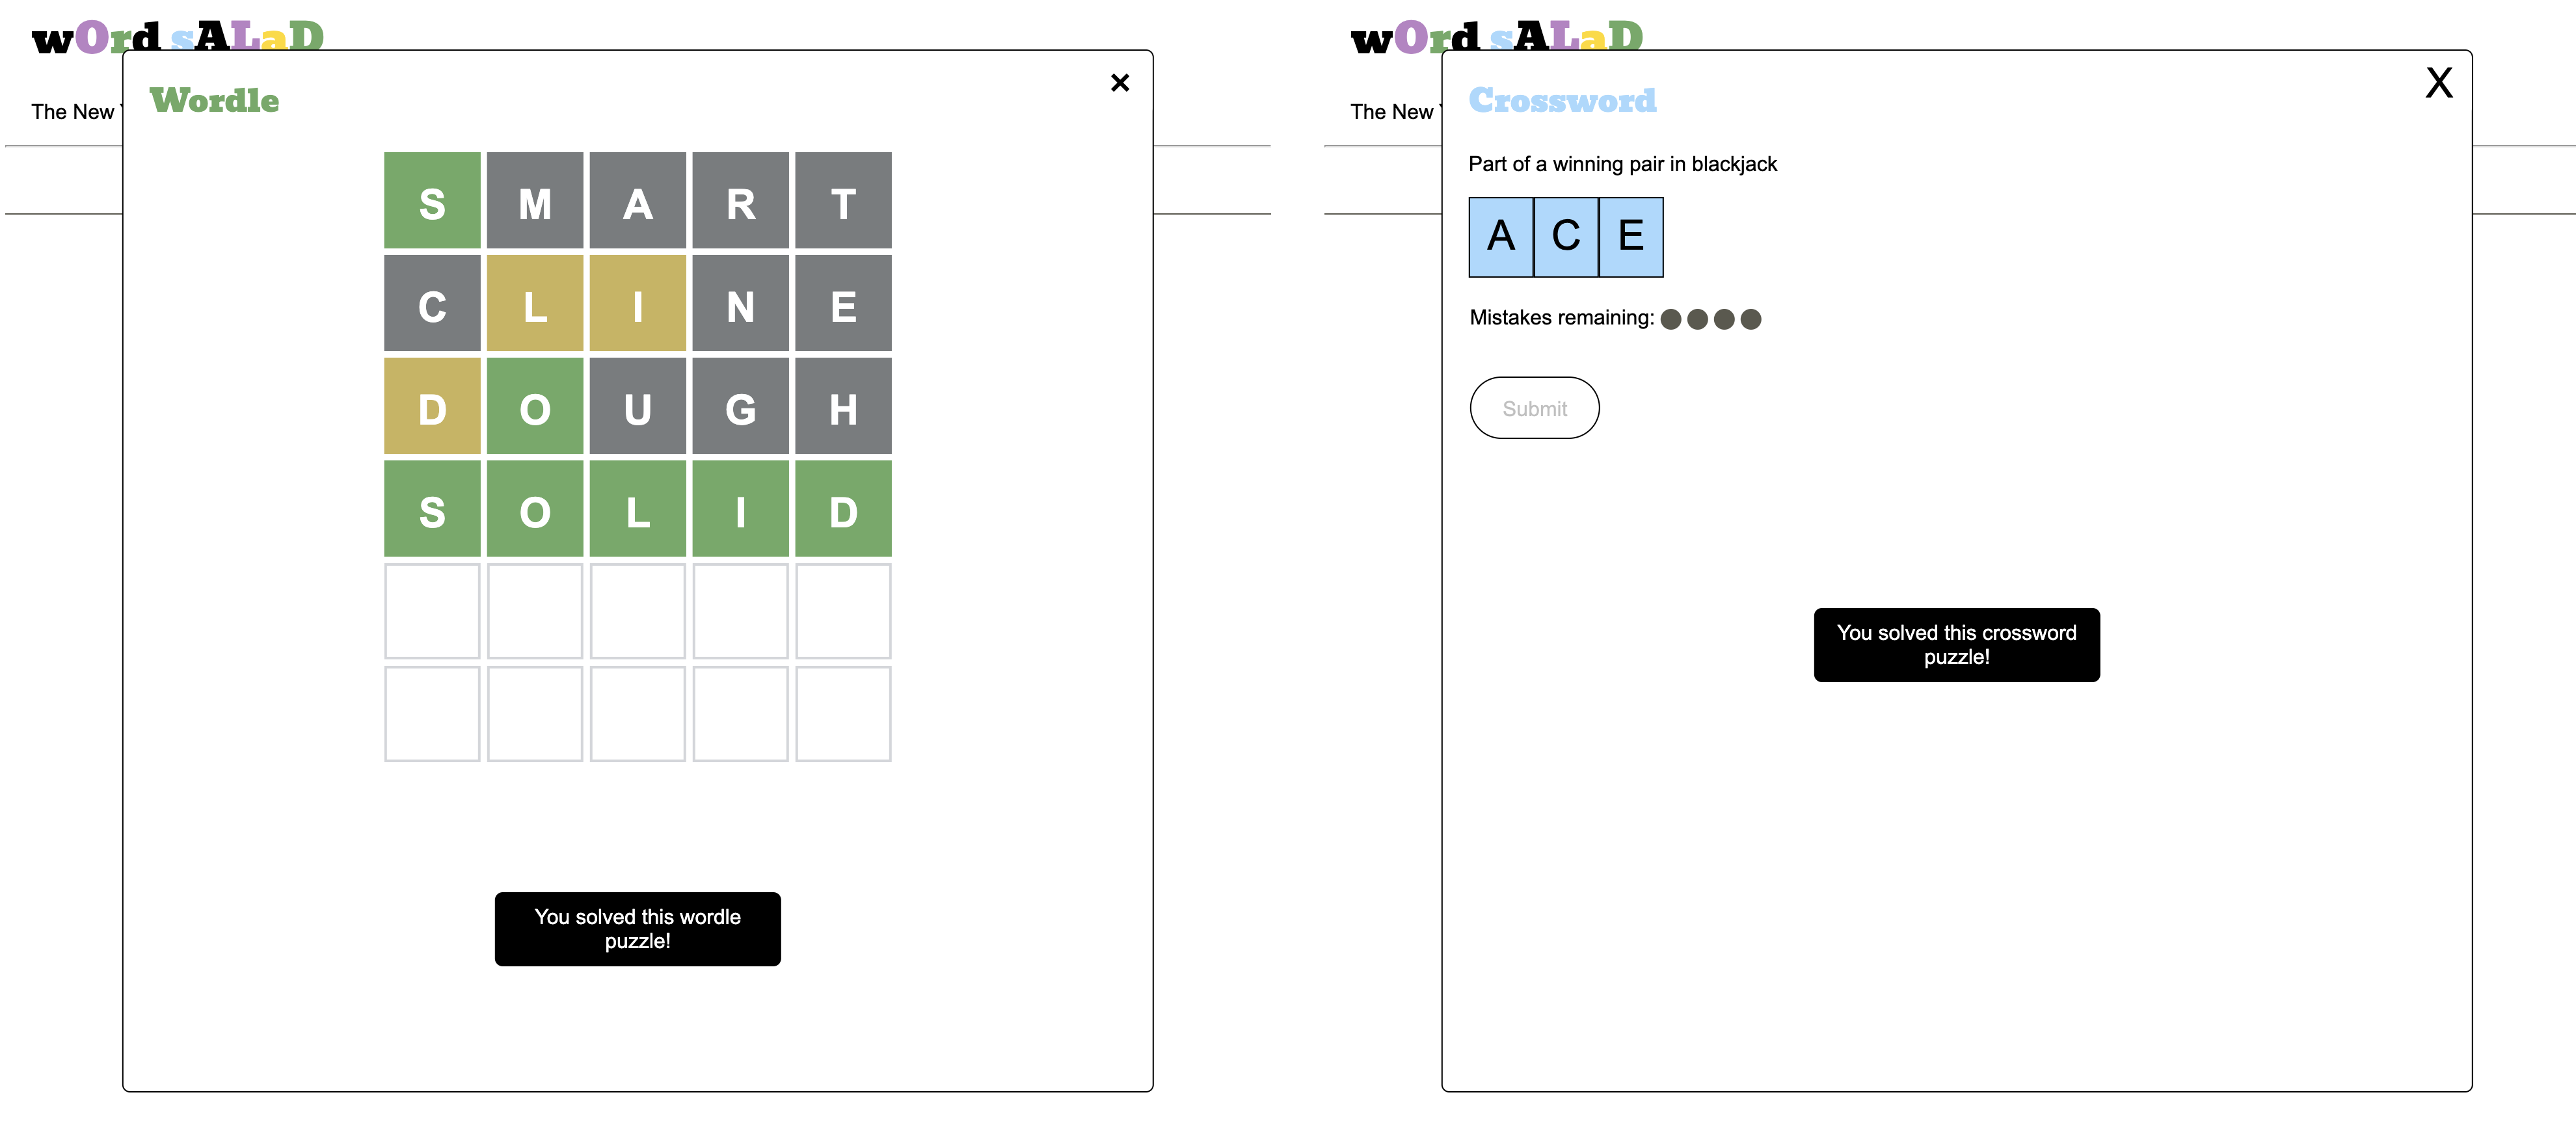 wOrd sALaD
The New
Wordle
×
S M A R T
C L I N E
D O U G H
S O L I D
You solved this wordle
puzzle!
wOrd sALaD
The New
Crossword
X
Part of a winning pair in blackjack
A C E
Mistakes remaining:
Submit
You solved this crossword
puzzle!